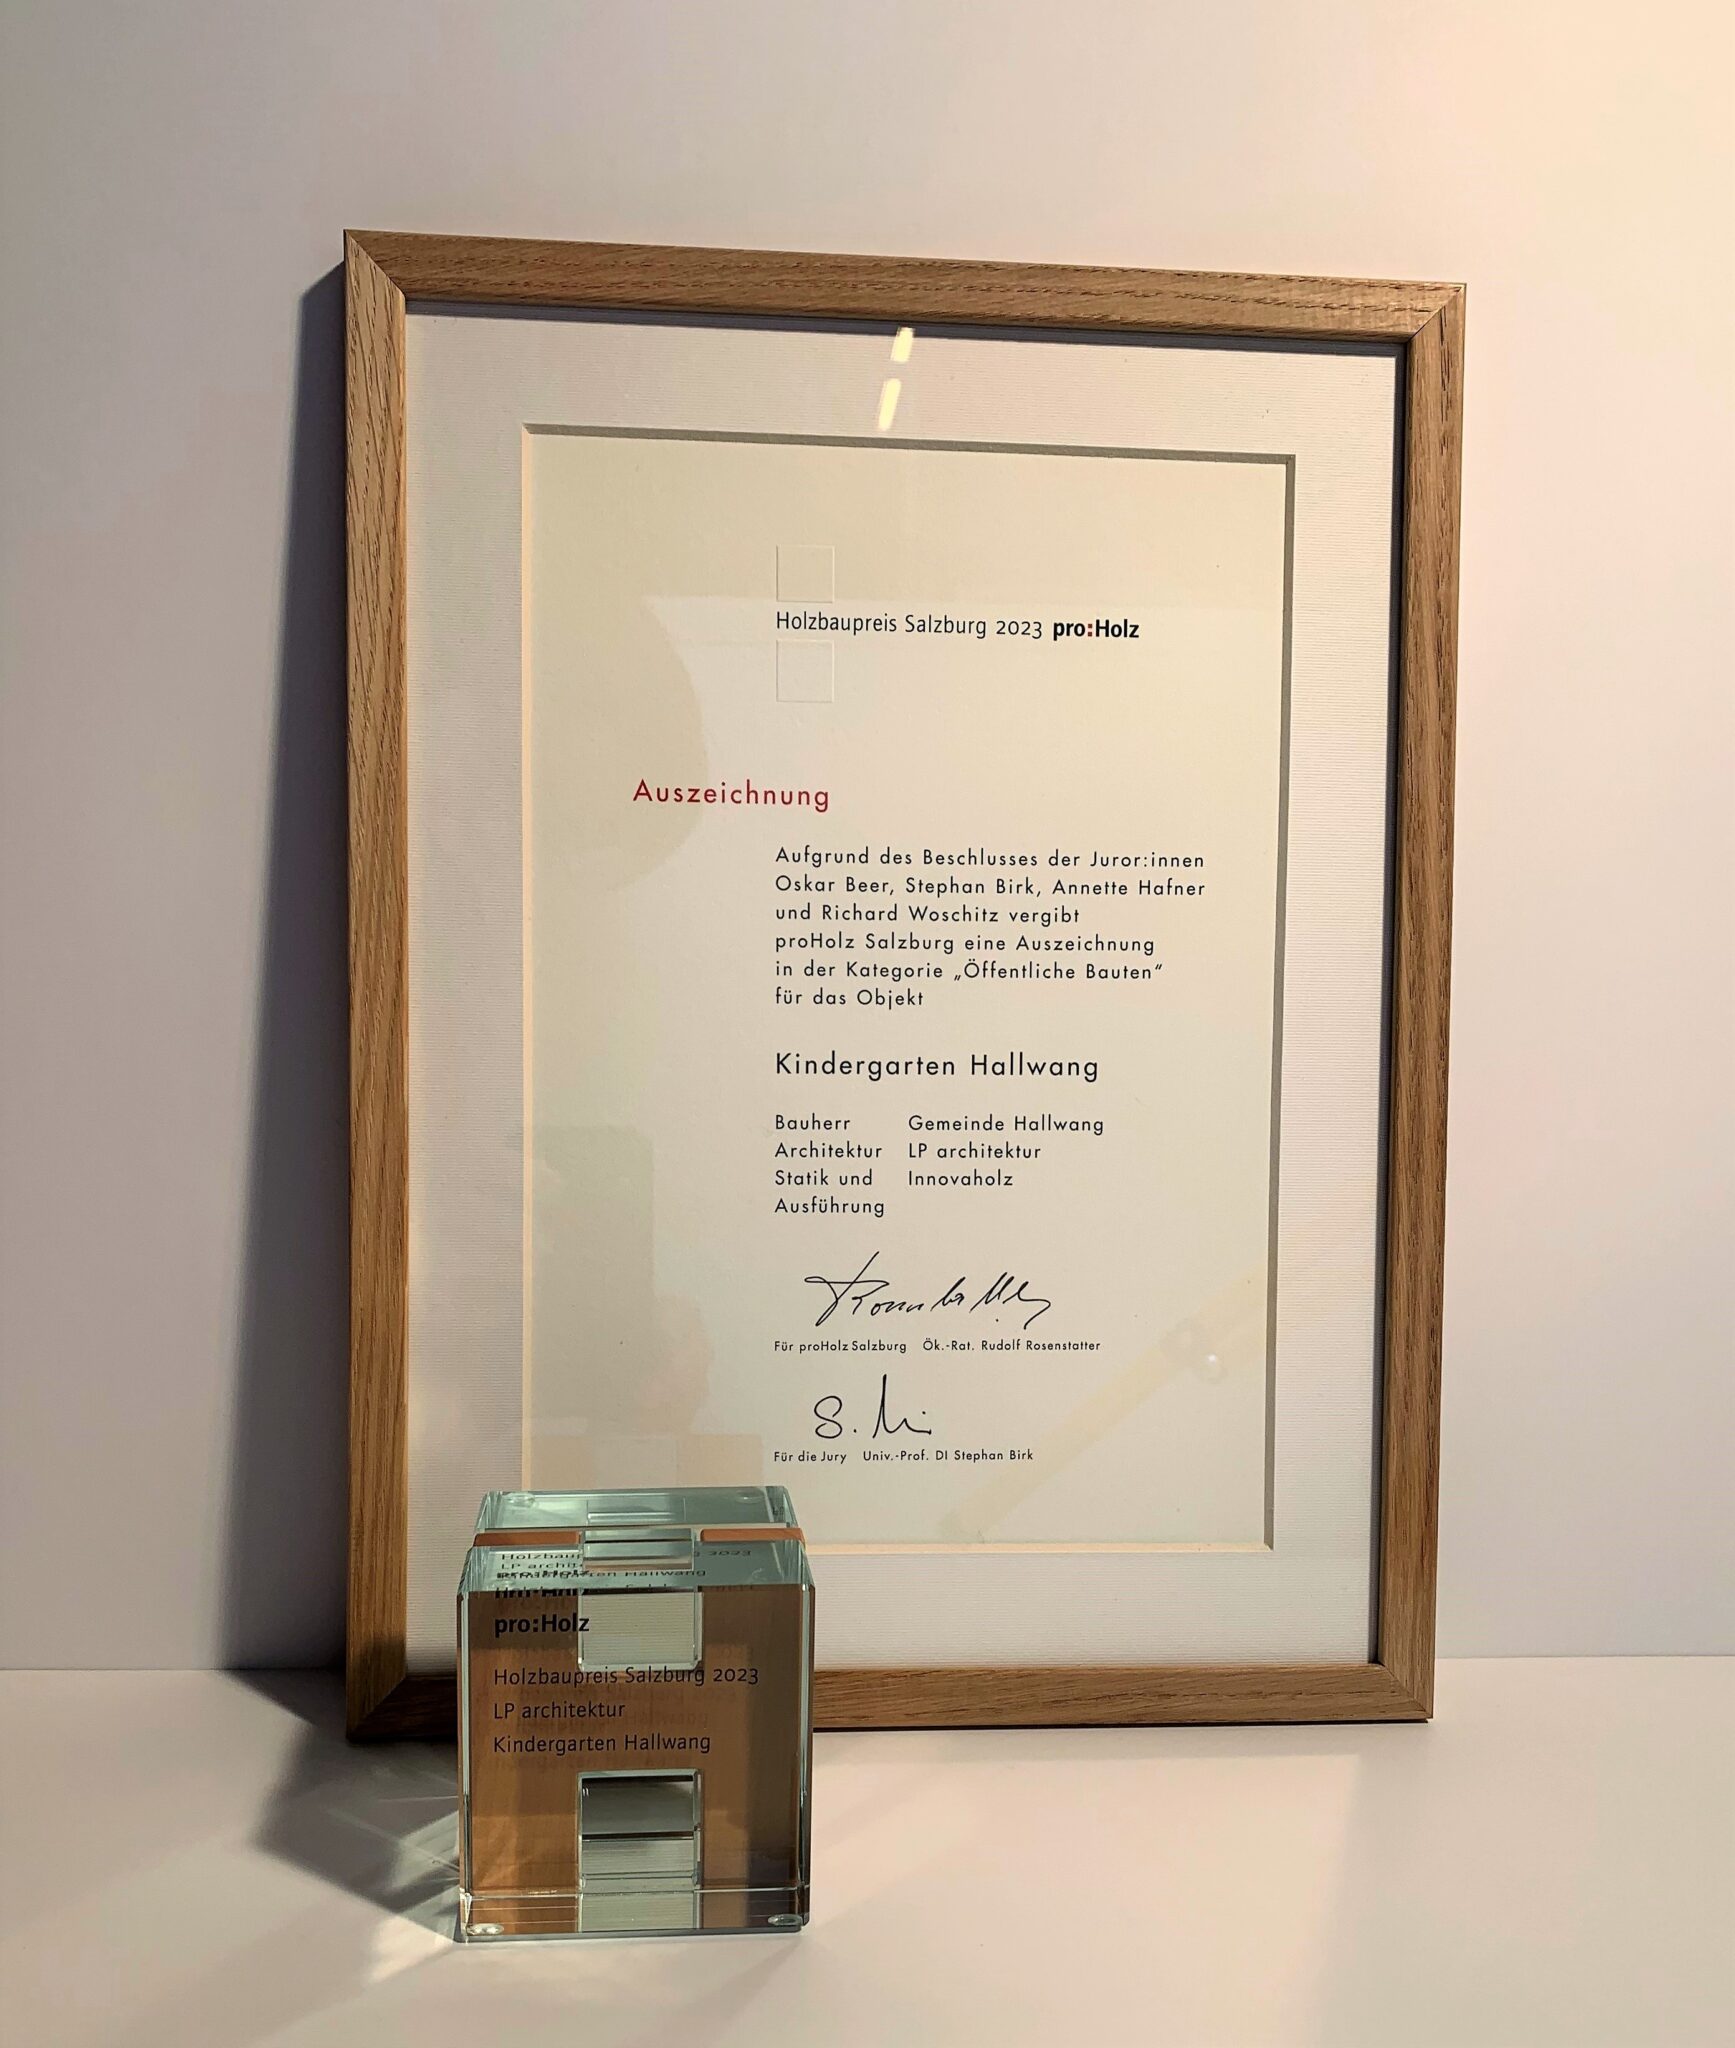 Holzbaupreis Salzburg 2023 pro:Holz
Auszeichnung
Aufgrund des Beschlusses der Juror:innen
Oskar Beer, Stephan Birk, Annette Hafner
und Richard Woschitz vergibt
proHolz Salzburg eine Auszeichnung
in der Kategorie „Öffentliche Bauten“
für das Objekt
Kindergarten Hallwang
Bauherr Gemeinde Hallwang
Architektur LP architektur
Statik und Innovaholz
Ausführung
Für proHolz Salzburg Ök.-Rat. Rudolf Rosenstatter
Für die Jury Univ.-Prof. DI Stephan Birk
pro:Holz
Holzbaupreis Salzburg 2023
LP architektur
Kindergarten Hallwang